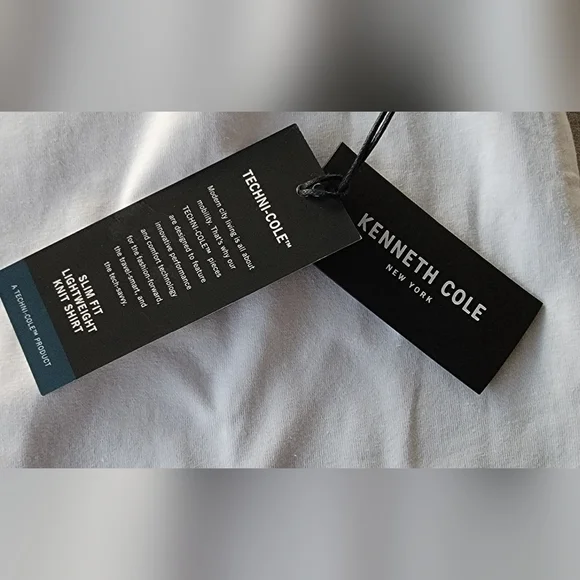 TECHNI-COLE™
Modern city living is all about
mobility. That's why our
TECHNI-COLE™ pieces
are designed to feature
innovative performance
and comfort technology
for the fashion-forward,
the travel-smart, and
the tech-savvy.
SLIM FIT
LIGHTWEIGHT
KNIT SHIRT
A TECHNI-COLE™ PRODUCT
KENNETH COLE
NEW YORK